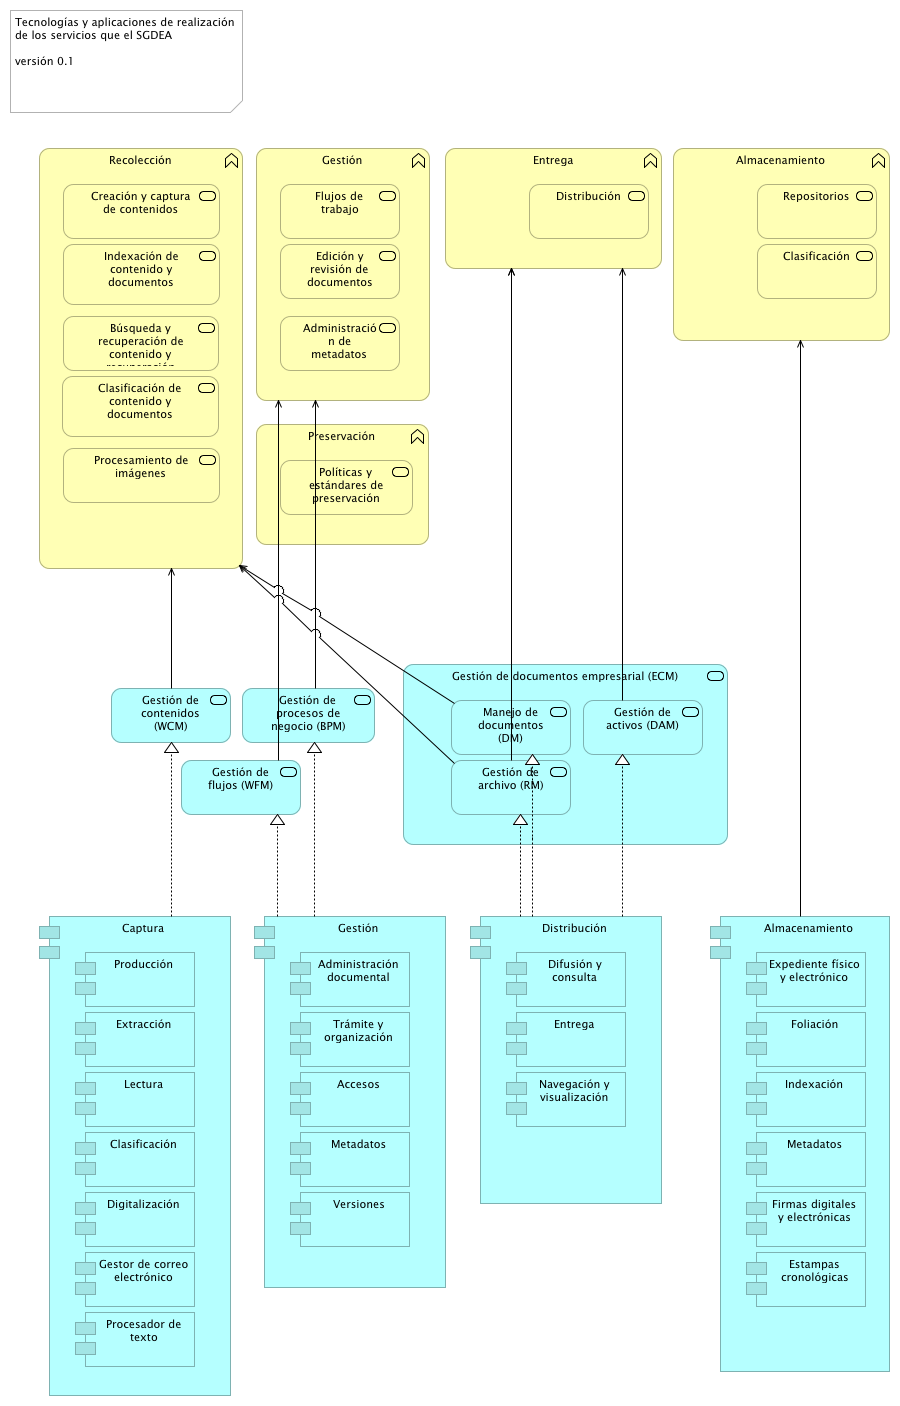 Tecnologías y aplicaciones de realización
de los servicios que el SGDEA
versión 0.1
Recolección
Creación y captura
de contenidos
Indexación de
contenido y
documentos
Búsqueda y
recuperación de
contenido y
recuperación
Clasificación de
contenido y
documentos
Procesamiento de
imágenes
Gestión
Flujos de
trabajo
Edición y
revisión de
documentos
Administració
n de
metadatos
Preservación
Políticas y
estándares de
preservación
Entrega
Distribución
Almacenamiento
Repositorios
Clasificación
Gestión de
contenidos
(WCM)
Gestión de
procesos de
negocio (BPM)
Gestión de
flujos (WFM)
Gestión de documentos empresarial (ECM)
Manejo de
documentos
(DM)
Gestión de
activos (DAM)
Gestión de
archivo (RM)
Captura
Producción
Extracción
Lectura
Clasificación
Digitalización
Gestor de correo
electrónico
Procesador de
texto
Gestión
Administración
documental
Trámite y
organización
Accesos
Metadatos
Versiones
Distribución
Difusión y
consulta
Entrega
Navegación y
visualización
Almacenamiento
Expediente físico
y electrónico
Foliación
Indexación
Metadatos
Firmas digitales
y electrónicas
Estampas
cronológicas